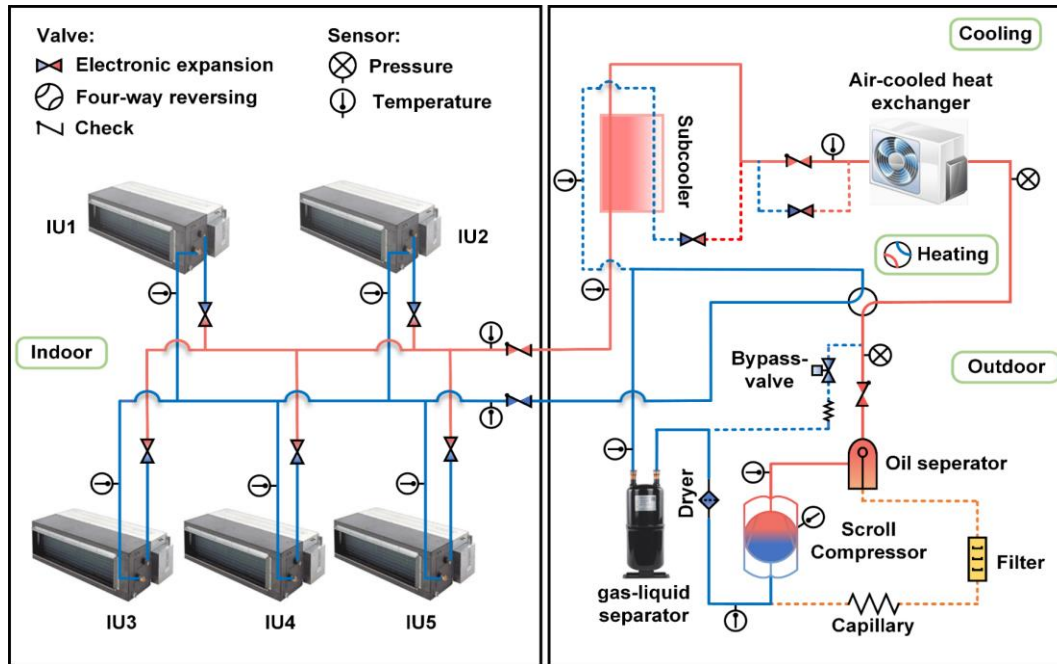 Valve:
Electronic expansion
Four-way reversing
Check
Sensor:
Pressure
Temperature
IU1
IU2
Indoor
IU3
IU4
IU5
Cooling
Air-cooled heat
exchanger
Subcooler
Heating
Bypass-
valve
Outdoor
Oil seperator
Dryer
Scroll
Compressor
Filter
gas-liquid
separator
Capillary